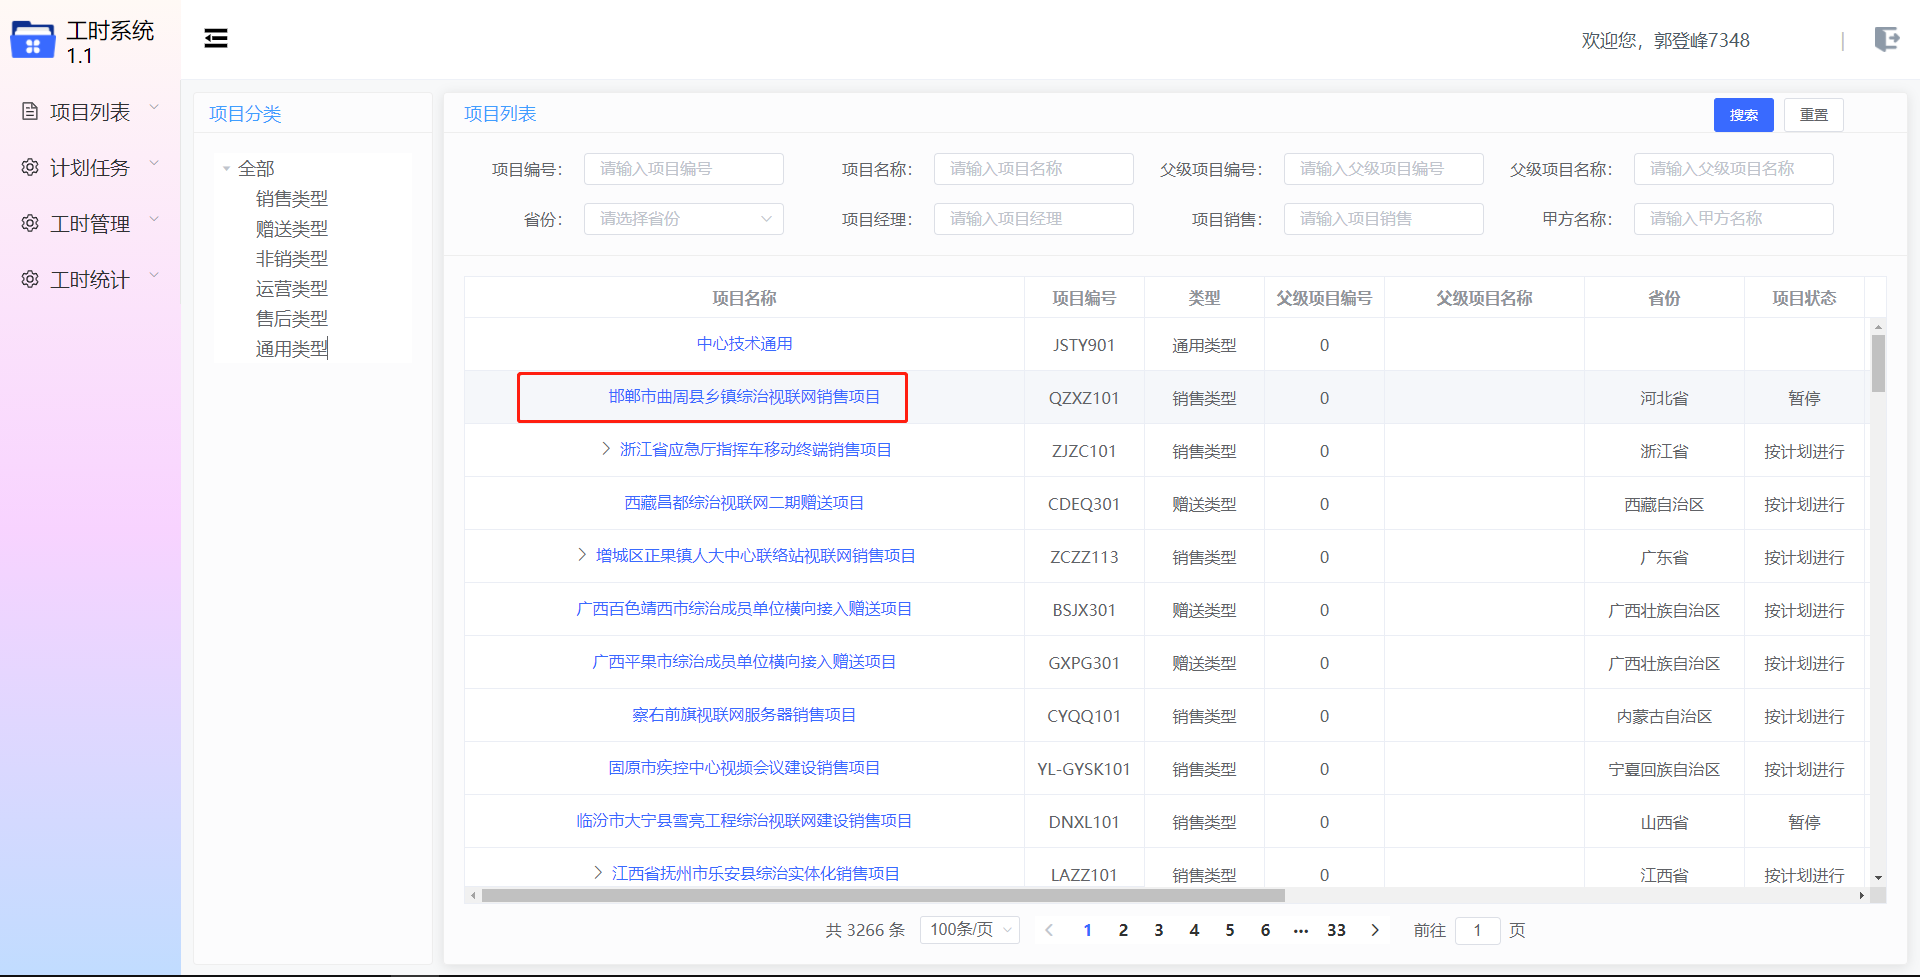 工时系统
1.1
欢迎您，郭登峰7348
项目列表
计划任务
工时管理
工时统计
项目分类
全部
销售类型
赠送类型
非销类型
运营类型
售后类型
通用类型
项目列表
搜索 重置
项目编号： 请输入项目编号 项目名称： 请输入项目名称 父级项目编号： 请输入父级项目编号 父级项目名称： 请输入父级项目名称
省份： 请选择省份 项目经理： 请输入项目经理 项目销售： 请输入项目销售 甲方名称： 请输入甲方名称
项目名称 项目编号 类型 父级项目编号 父级项目名称 省份 项目状态
中心技术通用 JSTY901 通用类型 0
邯郸市曲周县乡镇综治视联网销售项目 QZXZ101 销售类型 0 河北省 暂停
浙江省应急厅指挥车移动终端销售项目 ZJZC101 销售类型 0 浙江省 按计划进行
西藏昌都综治视联网二期赠送项目 CDEQ301 赠送类型 0 西藏自治区 按计划进行
增城区正果镇人大中心联络站视联网销售项目 ZCZZ113 销售类型 0 广东省 按计划进行
广西百色靖西市综治成员单位横向接入赠送项目 BSJX301 赠送类型 0 广西壮族自治区 按计划进行
广西平果市综治成员单位横向接入赠送项目 GXPG301 赠送类型 0 广西壮族自治区 按计划进行
察右前旗视联网服务器销售项目 CYQQ101 销售类型 0 内蒙古自治区 按计划进行
固原市疾控中心视频会议建设销售项目 YL-GYSK101 销售类型 0 宁夏回族自治区 按计划进行
临汾市大宁县雪亮工程综治视联网建设销售项目 DNXL101 销售类型 0 山西省 暂停
江西省抚州市乐安县综治实体化销售项目 LAZZ101 销售类型 0 江西省 按计划进行
共 3266 条 100条/页 1 2 3 4 5 6 ••• 33 前往 1 页